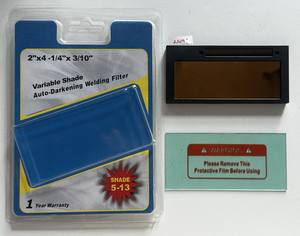 2"x4 -1/4"x 3/10"
Variable Shade
Auto-Darkening Welding Filter
SHADE
5-13
1 Year Warranty
WARNING
Please Remove This
Protective Film Before Using